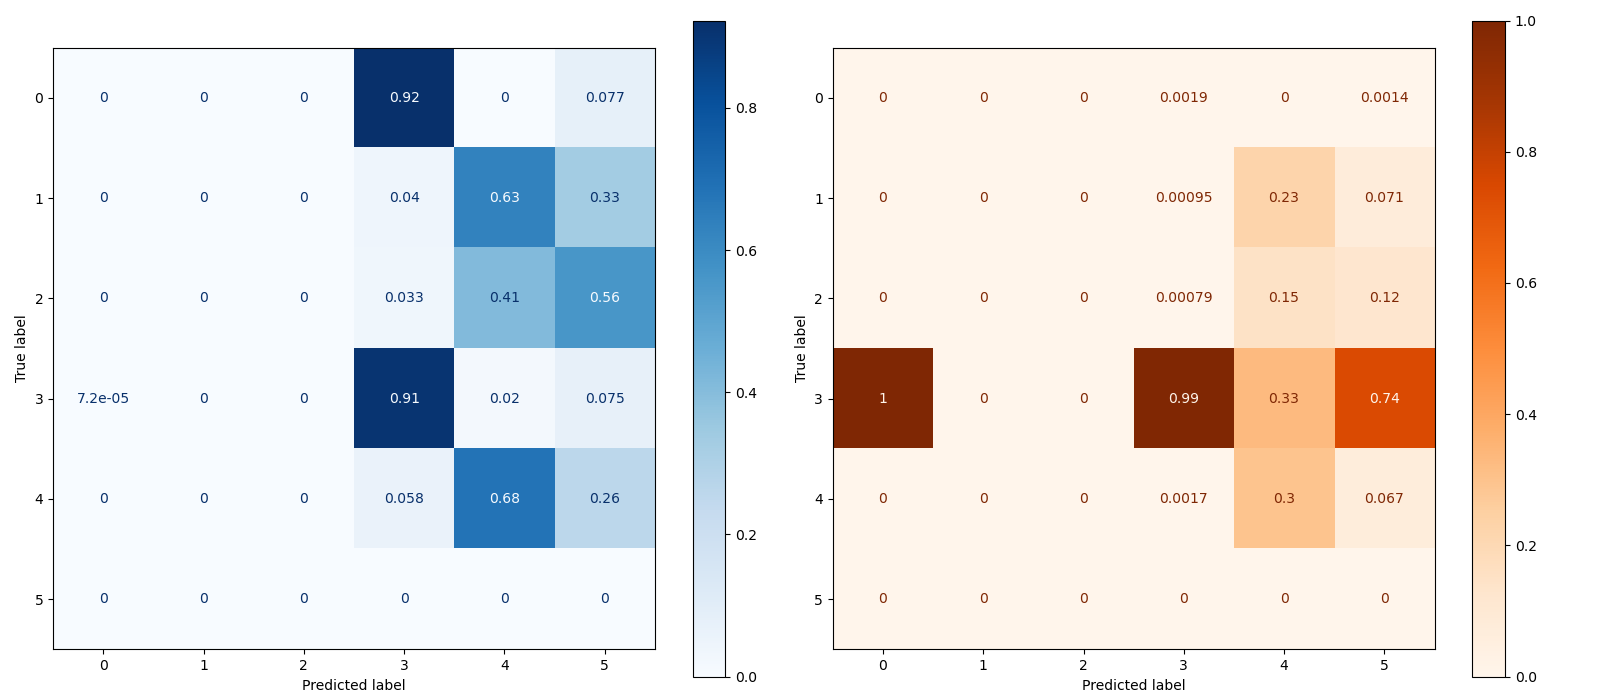 0 0 0 0 0.92 0 0.077
1 0 0 0 0.04 0.63 0.33
2 0 0 0 0.033 0.41 0.56
3 7.2e-05 0 0 0.91 0.02 0.075
4 0 0 0 0.058 0.68 0.26
5 0 0 0 0 0 0
0 1 2 3 4 5
Predicted label
True label
0.8
0.6
0.4
0.2
0.0
0 0 0 0 0.0019 0 0.0014
1 0 0 0 0.00095 0.23 0.071
2 0 0 0 0.00079 0.15 0.12
3 1 0 0 0.99 0.33 0.74
4 0 0 0 0.0017 0.3 0.067
5 0 0 0 0 0 0
0 1 2 3 4 5
Predicted label
True label
1.0
0.8
0.6
0.4
0.2
0.0